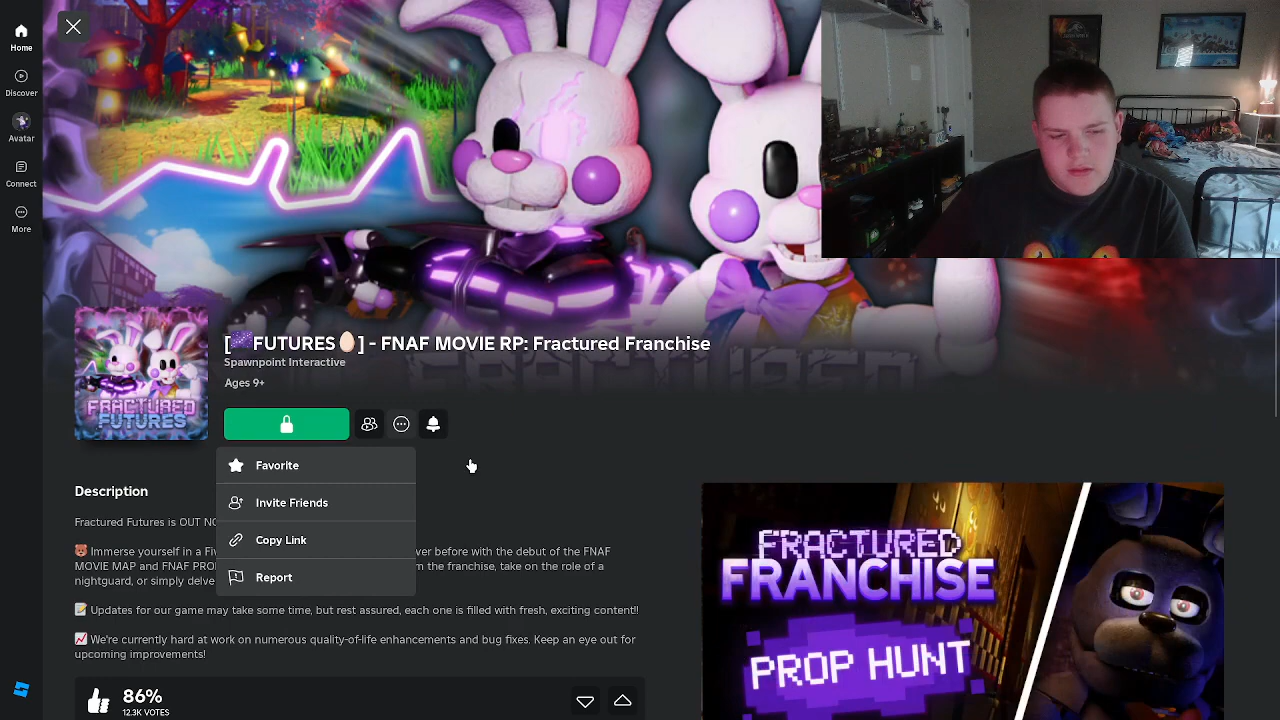 Home
Discover
Avatar
Connect
More
[FUTURES] - FNAF MOVIE RP: Fractured Franchise
Spawnpoint Interactive
Ages 9+
FRACTURED
FUTURES
Favorite
Invite Friends
Copy Link
Report
Description
Fractured Futures is OUT NO
Immerse yourself in a Fiv
ver before with the debut of the FNAF
MOVIE MAP and FNAF PRO
m the franchise, take on the role of a
nightguard, or simply delve
Updates for our game may take some time, but rest assured, each one is filled with fresh, exciting content!!
We're currently hard at work on numerous quality-of-life enhancements and bug fixes. Keep an eye out for
upcoming improvements!
86%
12.3K VOTES
FRACTURED
FRANCHISE
PROP HUNT